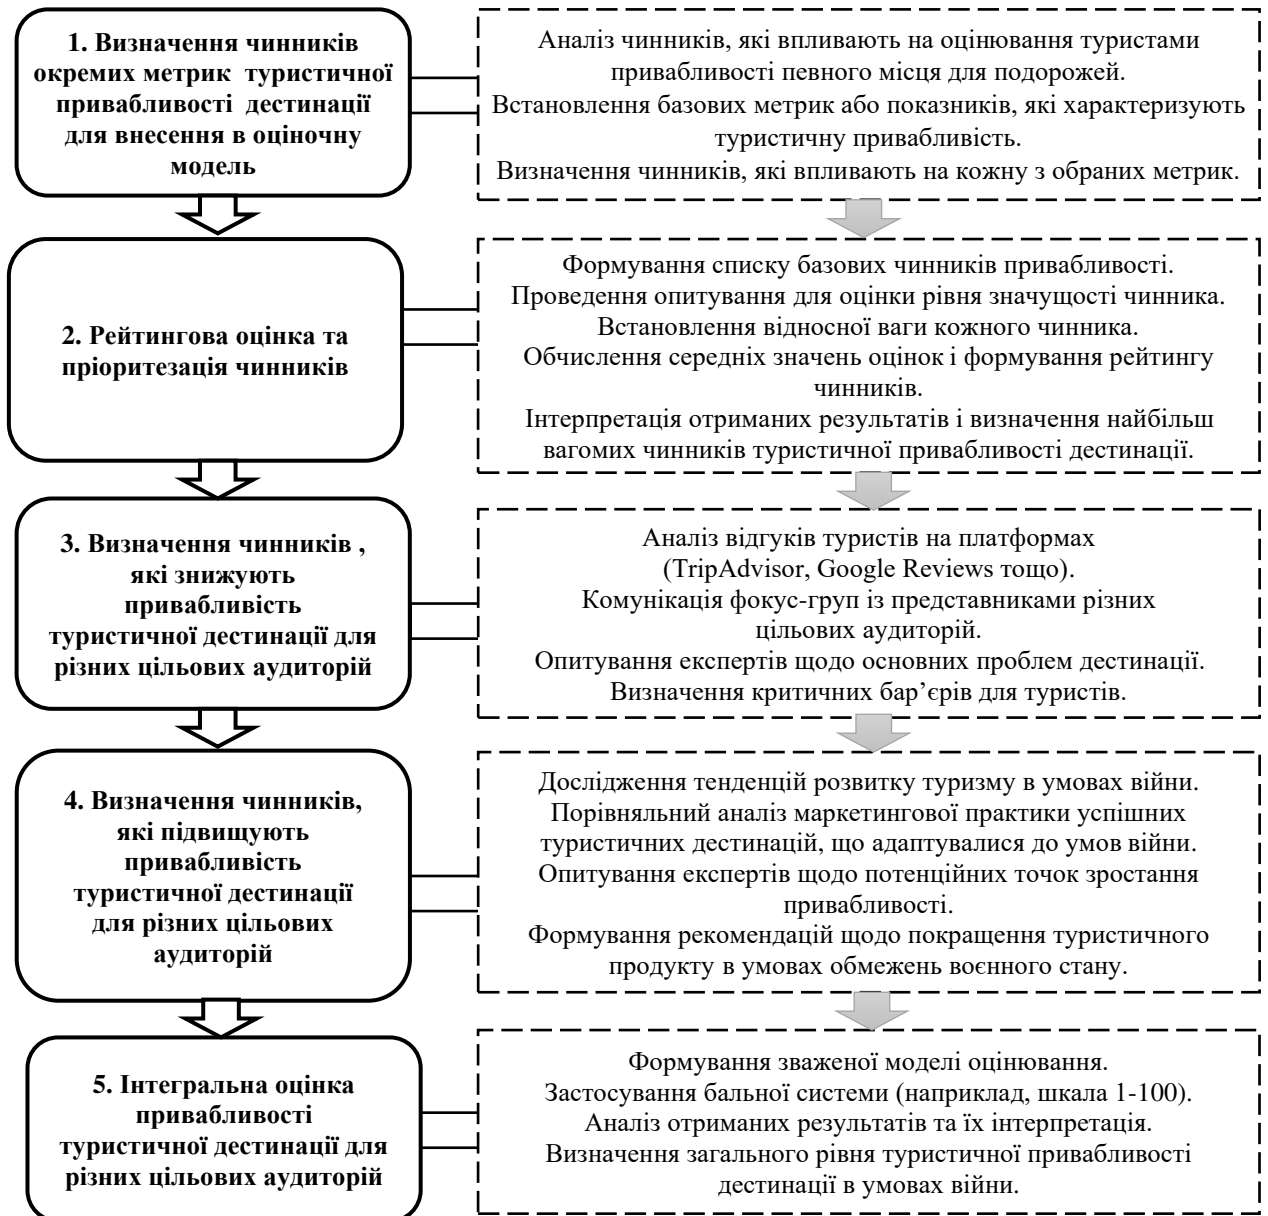 1. Визначення чинників
окремих метрик туристичної
привабливості дестинації
для внесення в оціночну
модель
Аналіз чинників, які впливають на оцінювання туристами
привабливості певного місця для подорожей.
Встановлення базових метрик або показників, які характеризують
туристичну привабливість.
Визначення чинників, які впливають на кожну з обраних метрик.
2. Рейтингова оцінка та
пріоритезація чинників
Формування списку базових чинників привабливості.
Проведення опитування для оцінки рівня значущості чинника.
Встановлення відносної ваги кожного чинника.
Обчислення середніх значень оцінок і формування рейтингу
чинників.
Інтерпретація отриманих результатів і визначення найбільш
вагомих чинників туристичної привабливості дестинації.
3. Визначення чинників ,
які знижують
привабливість
туристичної дестинації для
різних цільових аудиторій
Аналіз відгуків туристів на платформах
(TripAdvisor, Google Reviews тощо).
Комунікація фокус-груп із представниками різних
цільових аудиторій.
Опитування експертів щодо основних проблем дестинації.
Визначення критичних бар’єрів для туристів.
4. Визначення чинників,
які підвищують
привабливість
туристичної дестинації
для різних цільових
аудиторій
Дослідження тенденцій розвитку туризму в умовах війни.
Порівняльний аналіз маркетингової практики успішних
туристичних дестинацій, що адаптувалися до умов війни.
Опитування експертів щодо потенційних точок зростання
привабливості.
Формування рекомендацій щодо покращення туристичного
продукту в умовах обмежень воєнного стану.
5. Інтегральна оцінка
привабливості
туристичної дестинації для
різних цільових аудиторій
Формування зваженої моделі оцінювання.
Застосування бальної системи (наприклад, шкала 1-100).
Аналіз отриманих результатів та їх інтерпретація.
Визначення загального рівня туристичної привабливості
дестинації в умовах війни.